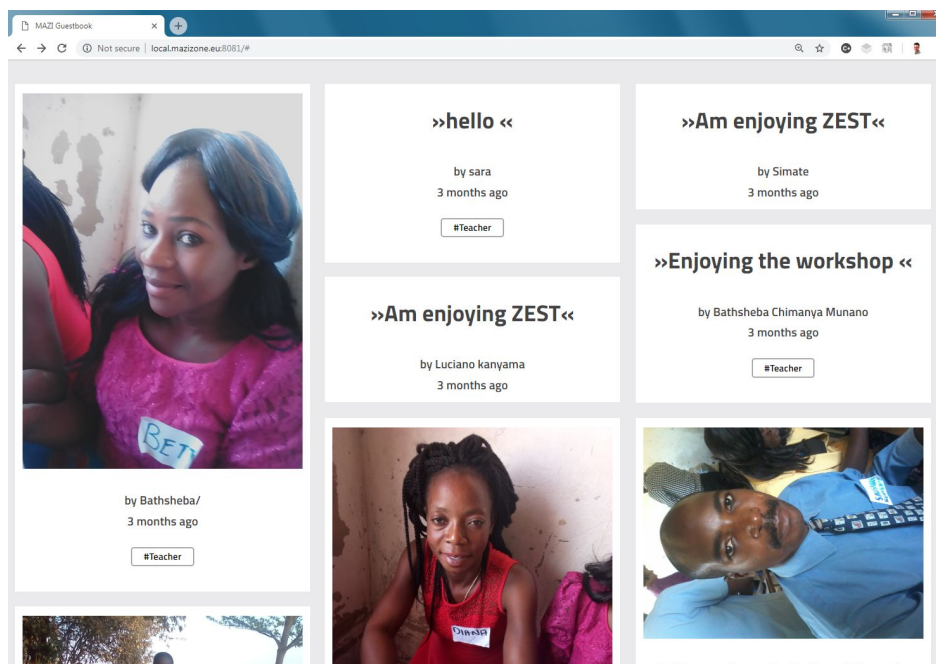 MAZI Guestbook
Not secure | local.mazizone.eu:8081/#
BETT
by Bathsheba/
3 months ago
#Teacher
»hello «
by sara
3 months ago
#Teacher
»Am enjoying ZEST«
by Luciano kanyama
3 months ago
DIANA
»Am enjoying ZEST«
by Simate
3 months ago
»Enjoying the workshop «
by Bathsheba Chimanya Munano
3 months ago
#Teacher